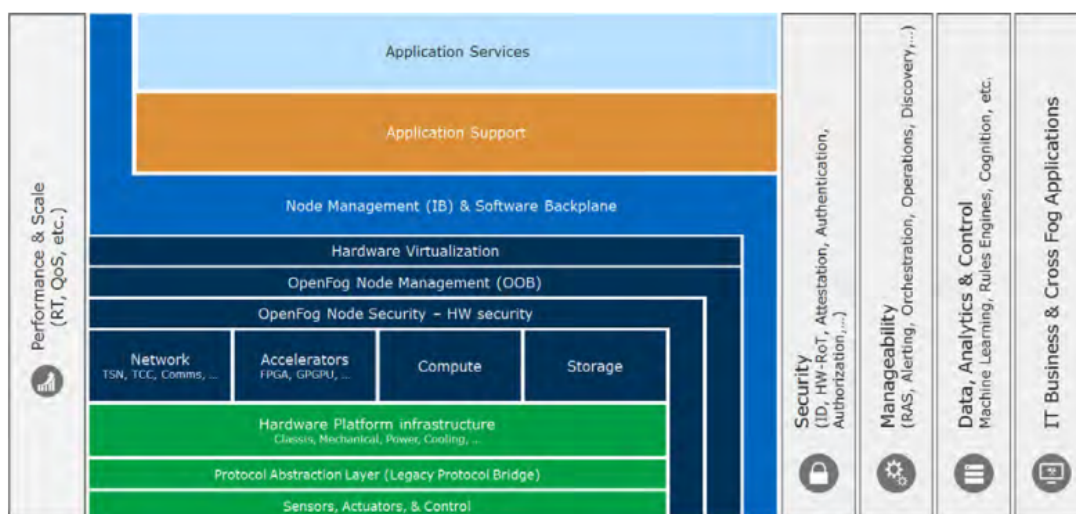 Performance & Scale
(RT, QoS, etc.)
Application Services
Application Support
Node Management (IB) & Software Backplane
Hardware Virtualization
OpenFog Node Management (OOB)
OpenFog Node Security – HW security
Network
TSN, TCC, Comms, ...
Accelerators
FPGA, GPGPU, ...
Compute
Storage
Hardware Platform infrastructure
Classis, Mechanical, Power, Cooling, ...
Protocol Abstraction Layer (Legacy Protocol Bridge)
Sensors, Actuators, & Control
Security
(ID, HW-RoT, Attestation, Authentication,
Authorization,...)
Manageability
(RAS, Alerting, Orchestration, Operations, Discovery,...)
Data, Analytics & Control
Machine Learning, Rules Engines, Cognition, etc.
IT Business & Cross Fog Applications